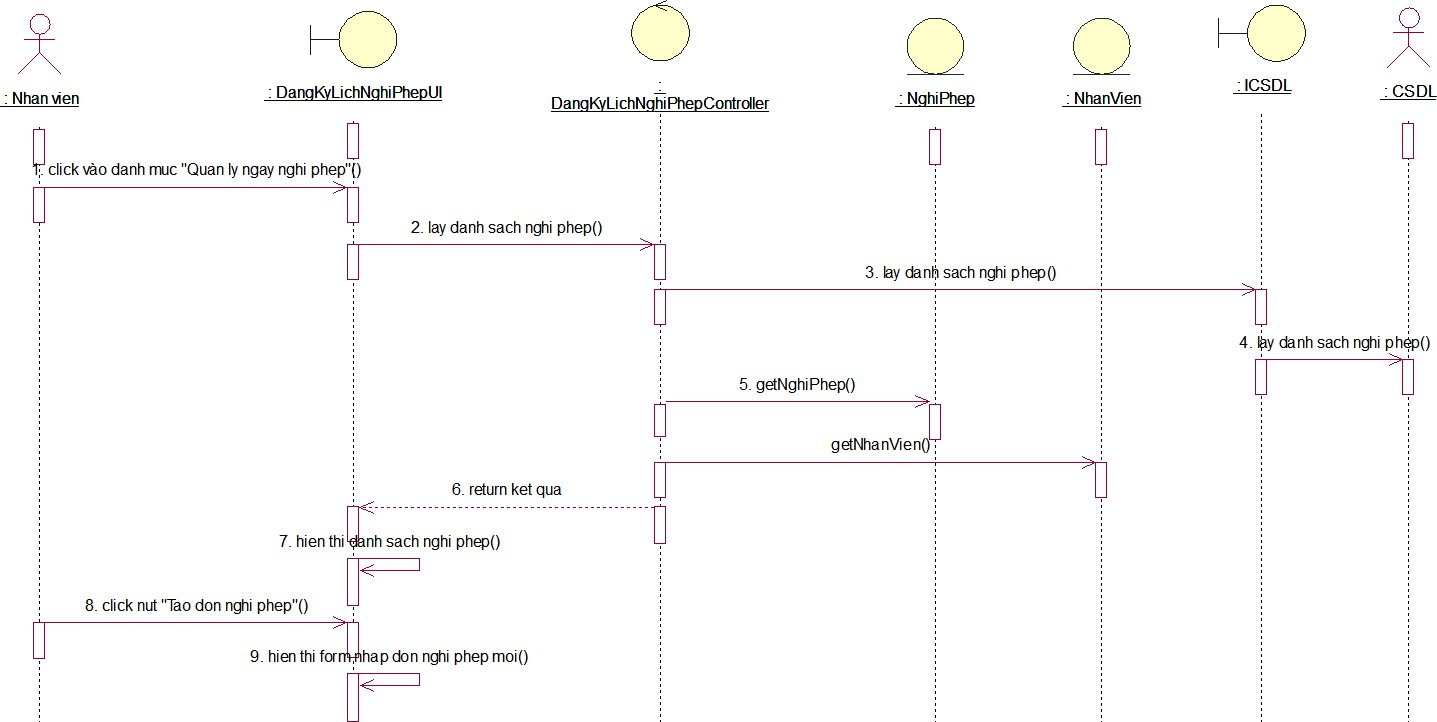 : Nhan vien
: DangKyLichNghiPhepUI
:
DangKyLichNghiPhepController
: NghiPhep
: NhanVien
: ICSDL
: CSDL
1. click vào danh muc "Quan ly ngay nghi phep"()
2. lay danh sach nghi phep()
3. lay danh sach nghi phep()
4. lay danh sach nghi phep()
5. getNghiPhep()
getNhanVien()
6. return ket qua
7. hien thi danh sach nghi phep()
8. click nut "Tao don nghi phep"()
9. hien thi form nhap don nghi phep moi()